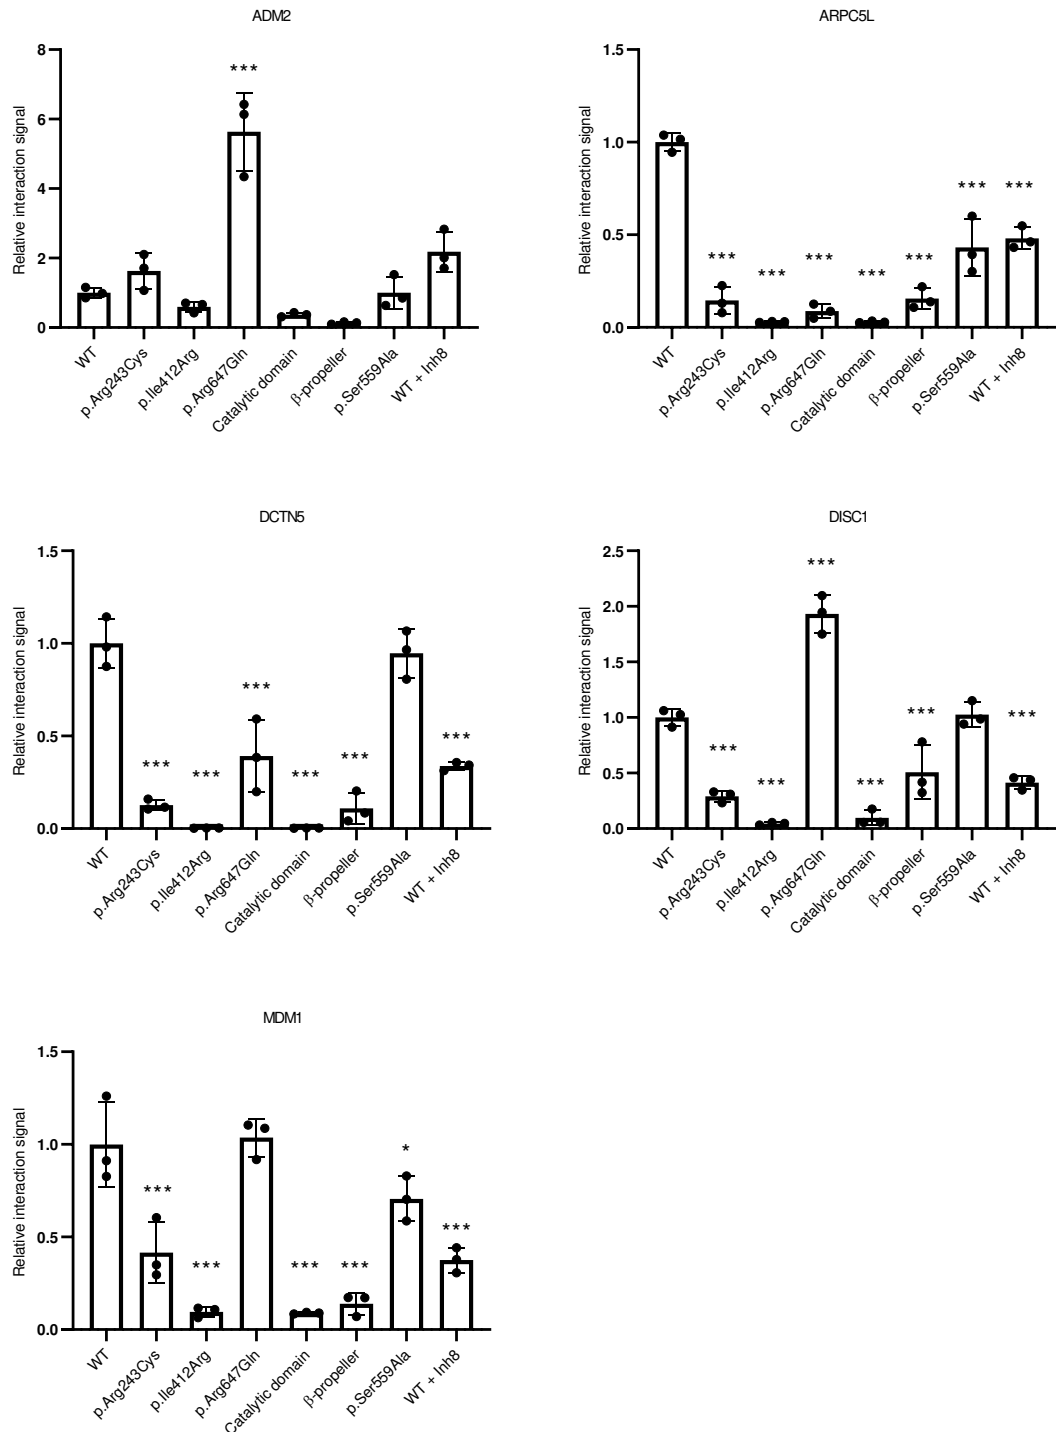 ADM2
Relative interaction signal
8
6
4
2
0
***
WT
p.Arg243Cys
p.Ile412Arg
p.Arg647Gln
Catalytic domain
β-propeller
p.Ser559Ala
WT + Inh8
ARPC5L
Relative interaction signal
1.5
1.0
0.5
0.0
***
***
***
***
***
***
***
WT
p.Arg243Cys
p.Ile412Arg
p.Arg647Gln
Catalytic domain
β-propeller
p.Ser559Ala
WT + Inh8
DCTN5
Relative interaction signal
1.5
1.0
0.5
0.0
***
***
***
***
***
***
WT
p.Arg243Cys
p.Ile412Arg
p.Arg647Gln
Catalytic domain
β-propeller
p.Ser559Ala
WT + Inh8
DISC1
Relative interaction signal
2.5
2.0
1.5
1.0
0.5
0.0
***
***
***
***
***
***
WT
p.Arg243Cys
p.Ile412Arg
p.Arg647Gln
Catalytic domain
β-propeller
p.Ser559Ala
WT + Inh8
MDM1
Relative interaction signal
1.5
1.0
0.5
0.0
***
***
***
***
*
***
WT
p.Arg243Cys
p.Ile412Arg
p.Arg647Gln
Catalytic domain
β-propeller
p.Ser559Ala
WT + Inh8